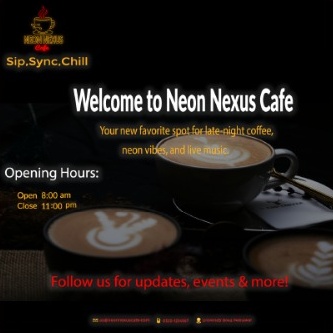 NEON NEXUS
Cafe
Sip,Sync,Chill
Welcome to Neon Nexus Cafe
Your new favorite spot for late-night coffee,
neon vibes, and live music.
Opening Hours:
Open 8:00 am
Close 11:00 pm
Follow us for updates, events & more!